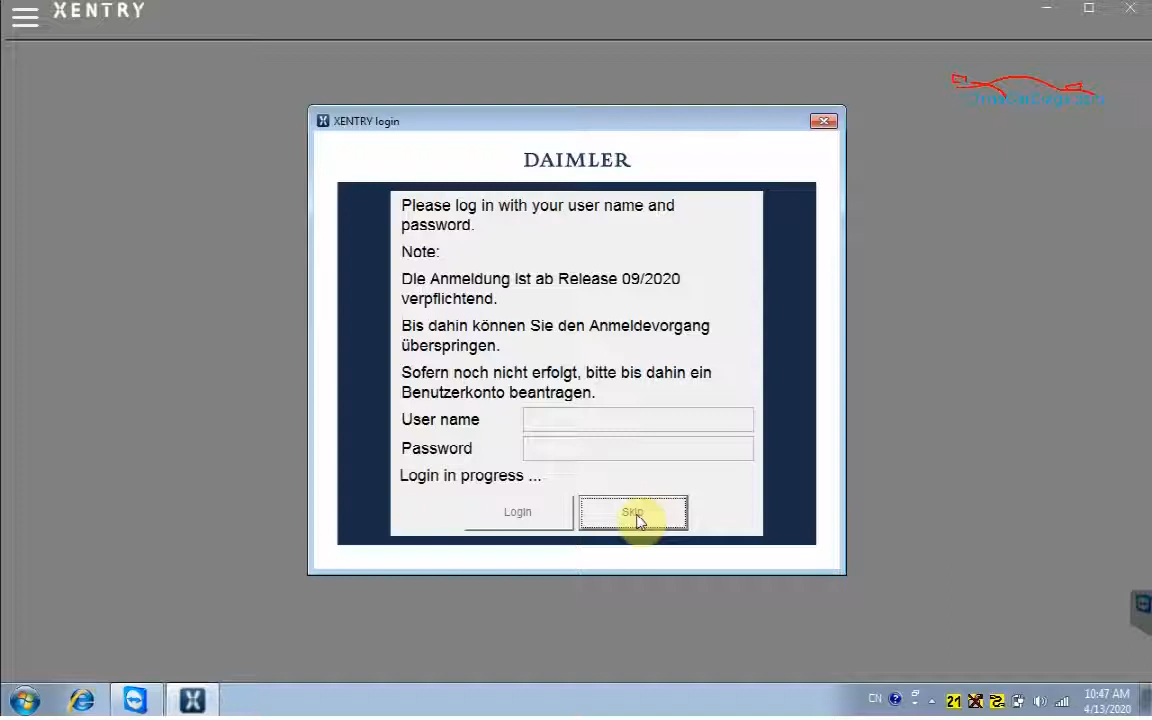 XENTRY
XENTRY login
DAIMLER
Please log in with your user name and
password.
Note:
Die Anmeldung ist ab Release 09/2020
verpflichtend.
Bis dahin können Sie den Anmeldevorgang
überspringen.
Sofern noch nicht erfolgt, bitte bis dahin ein
Benutzerkonto beantragen.
User name
Password
Login in progress ...
Login
Skip
EN
21
10:47 AM
4/13/2020